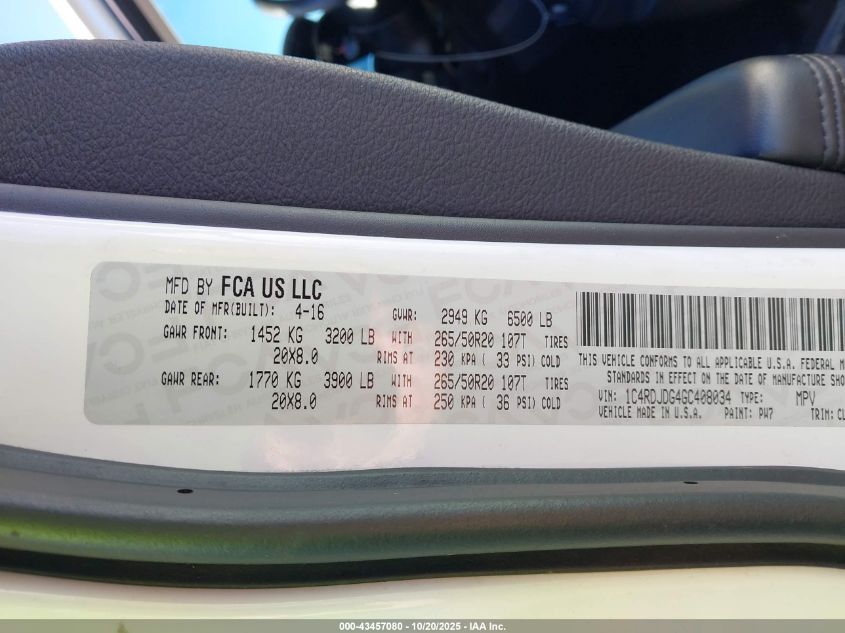 MFD BY FCA US LLC
DATE OF MFR(BUILT): 4-16 GVWR: 2949 KG 6500 LB
GAWR FRONT: 1452 KG 3200 LB WITH 265/50R20 107T TIRES
20X8.0 RIMS AT 230 KPA ( 33 PSI) COLD
GAWR REAR: 1770 KG 3900 LB WITH 265/50R20 107T TIRES
20X8.0 RIMS AT 250 KPA ( 36 PSI) COLD
THIS VEHICLE CONFORMS TO ALL APPLICABLE U.S.A. FEDERAL M
STANDARDS IN EFFECT ON THE DATE OF MANUFACTURE SHO
VIN: 1C4RDJDG4GC408034 TYPE: MPV
VEHICLE MADE IN U.S.A. PAINT: PW7 TRIM: CL
000-43457080 - 10/20/2025 - IAA Inc.